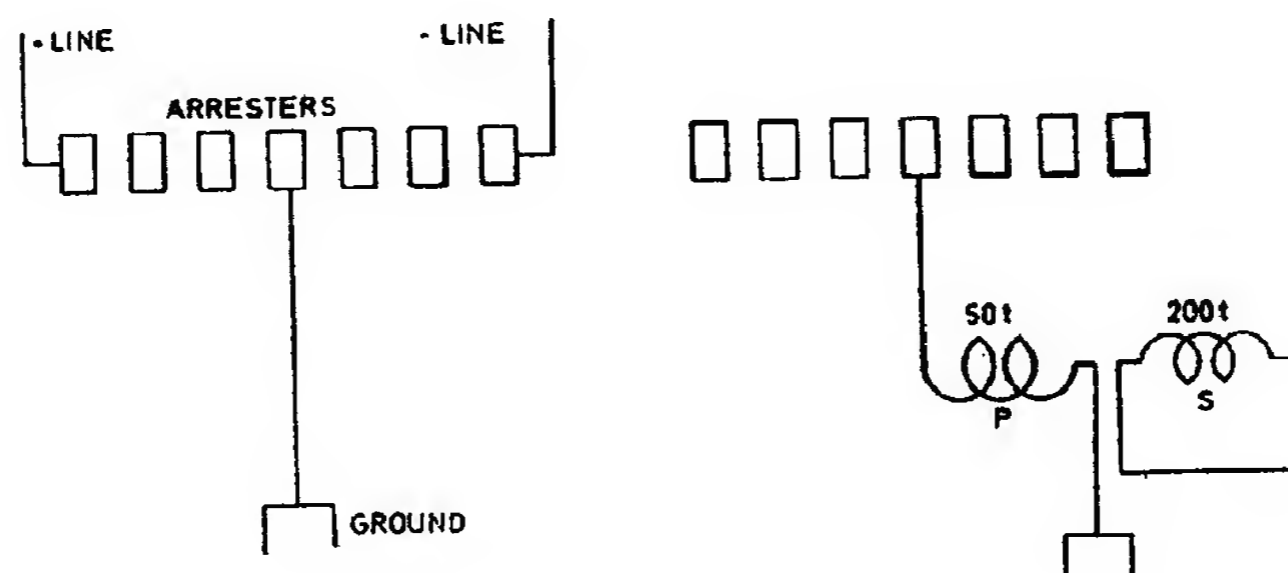 • LINE
- LINE
ARRESTERS
GROUND
50t
200t
P
S